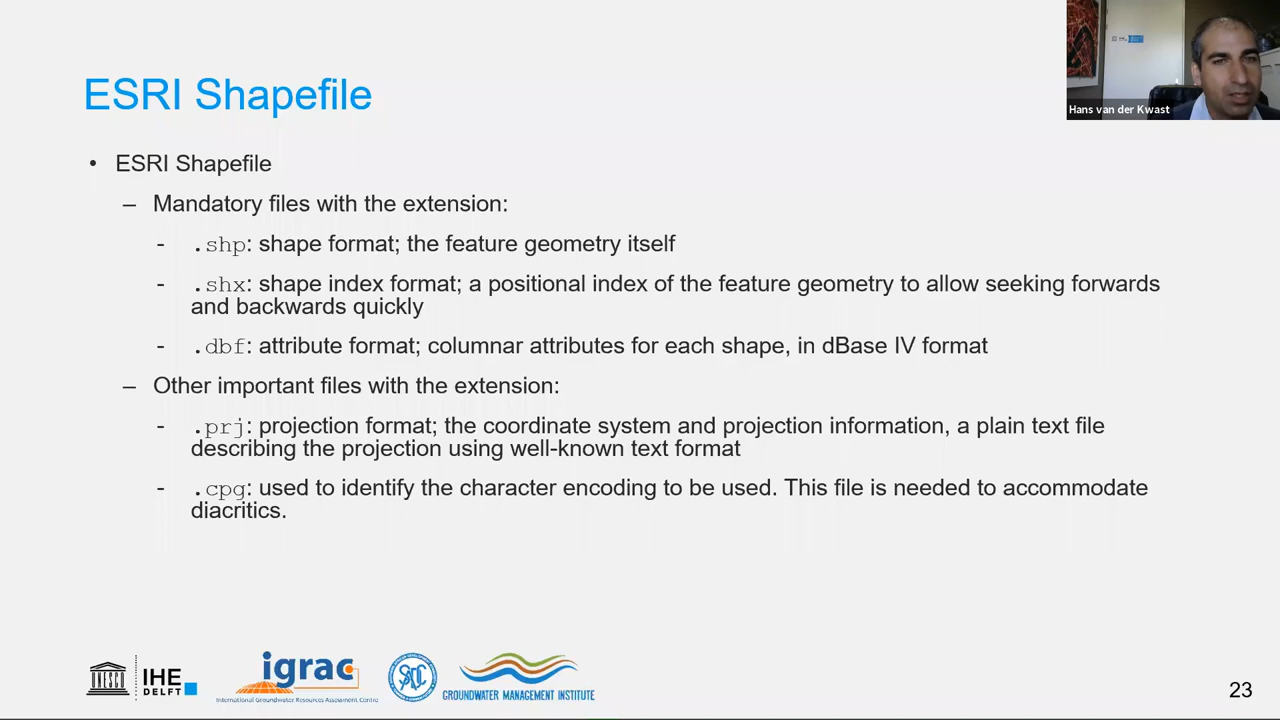 Hans van der Kwast
ESRI Shapefile
• ESRI Shapefile
– Mandatory files with the extension:
- .shp: shape format; the feature geometry itself
- .shx: shape index format; a positional index of the feature geometry to allow seeking forwards
and backwards quickly
- .dbf: attribute format; columnar attributes for each shape, in dBase IV format
– Other important files with the extension:
- .prj: projection format; the coordinate system and projection information, a plain text file
describing the projection using well-known text format
- .cpg: used to identify the character encoding to be used. This file is needed to accommodate
diacritics.
UNESCO
IHE
DELFT
igrac
International Groundwater Resources Assessment Centre
GROUNDWATER MANAGEMENT INSTITUTE
23